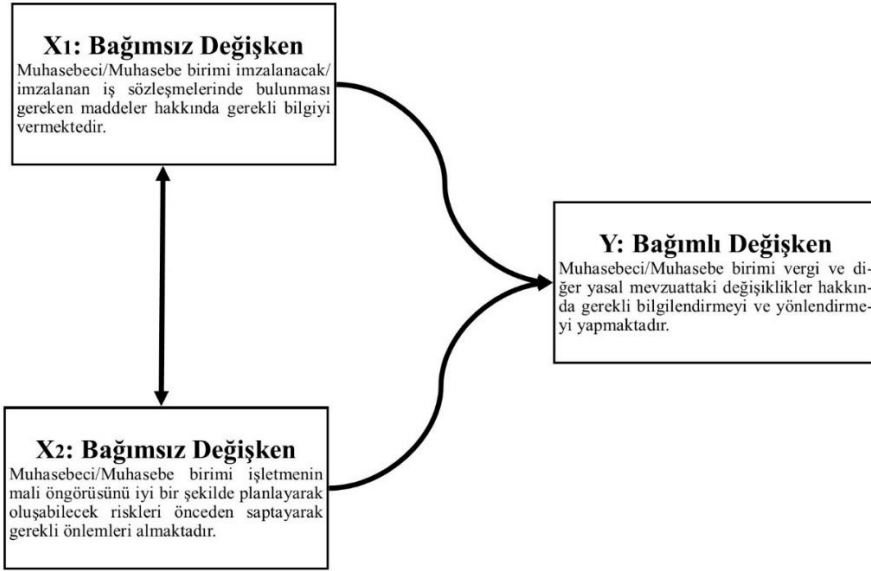 X1: Bağımsız Değişken
Muhasebeci/Muhasebe birimi imzalanacak/
imzalanan iş sözleşmelerinde bulunması
gereken maddeler hakkında gerekli bilgiyi
vermektedir.
Y: Bağımlı Değişken
Muhasebeci/Muhasebe birimi vergi ve di-
ğer yasal mevzuattaki değişiklikler hakkın-
da gerekli bilgilendirmeyi ve yönlendirme-
yi yapmaktadır.
X2: Bağımsız Değişken
Muhasebeci/Muhasebe birimi işletmenin
mali öngörüsünü iyi bir şekilde planlayarak
oluşabilecek riskleri önceden saptayarak
gerekli önlemleri almaktadır.